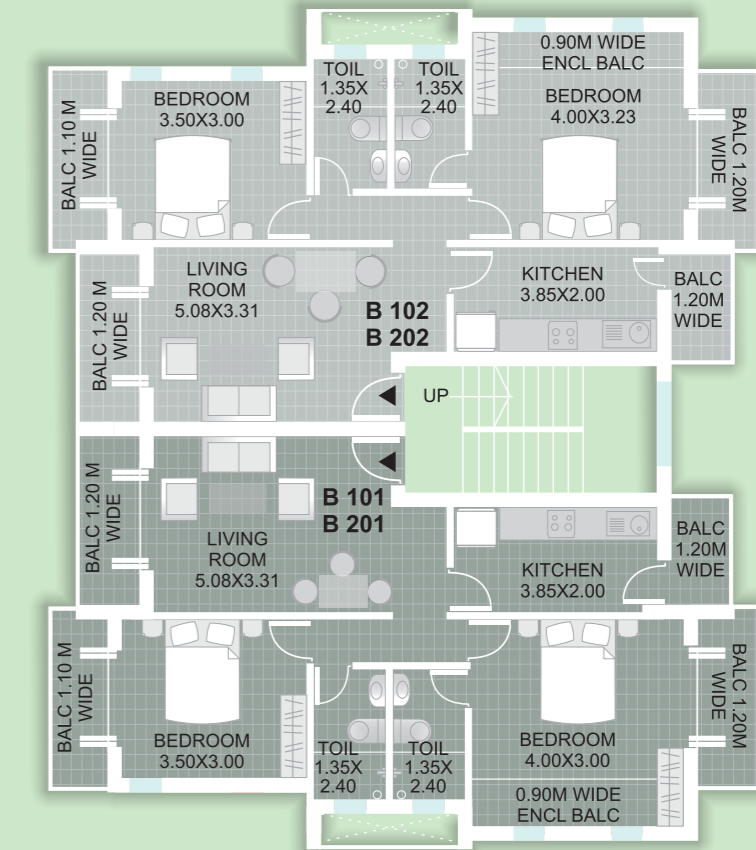 TOIL
1.35X
2.40
TOIL
1.35X
2.40
0.90M WIDE
ENCL BALC
BEDROOM
3.50X3.00
BEDROOM
4.00X3.23
BALC 1.10 M
WIDE
BALC 1.20M
WIDE
LIVING
ROOM
5.08X3.31
KITCHEN
3.85X2.00
BALC
1.20M
WIDE
BALC 1.20 M
WIDE
B 102
B 202
UP
B 101
B 201
BALC 1.20 M
WIDE
LIVING
ROOM
5.08X3.31
KITCHEN
3.85X2.00
BALC
1.20M
WIDE
BALC 1.10 M
WIDE
BALC 1.20M
WIDE
BEDROOM
3.50X3.00
TOIL
1.35X
2.40
TOIL
1.35X
2.40
BEDROOM
4.00X3.00
0.90M WIDE
ENCL BALC